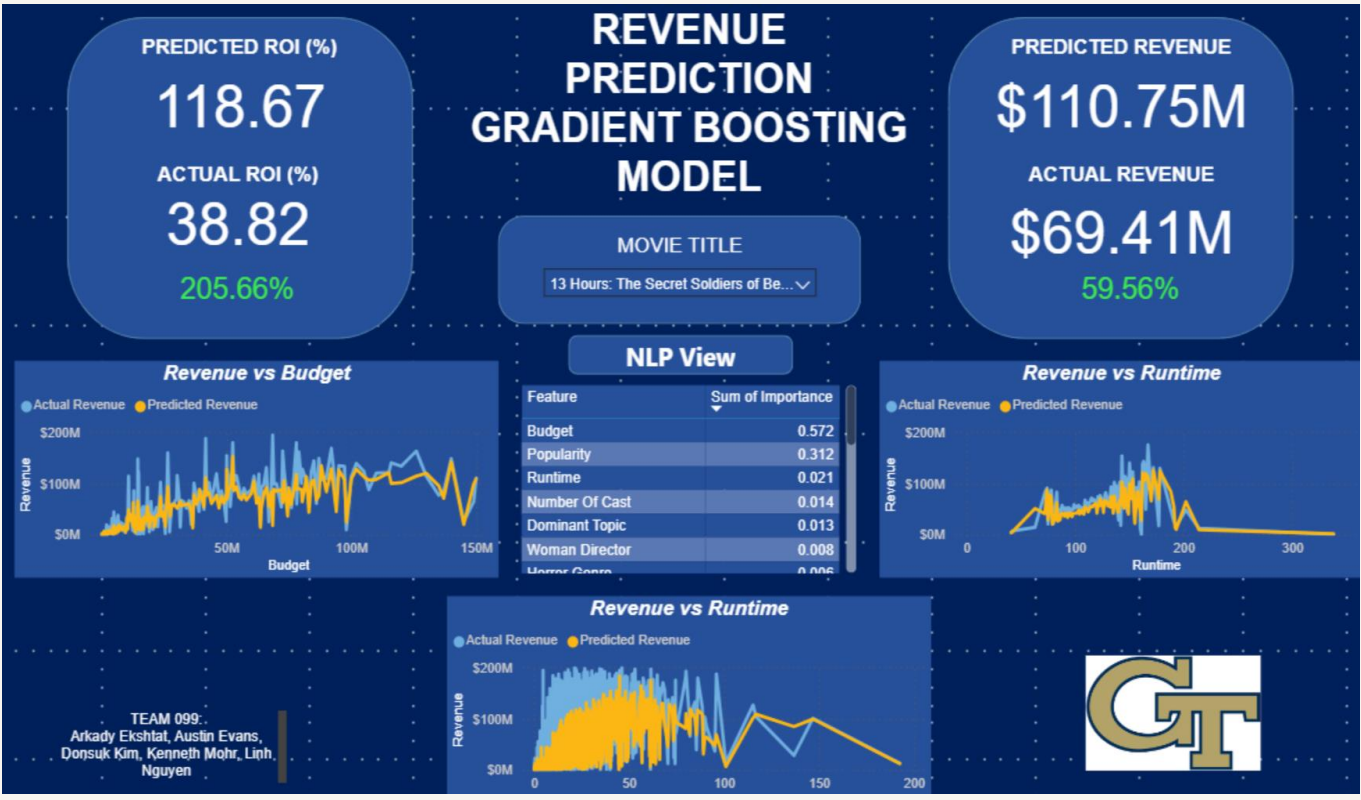 PREDICTED ROI (%)
118.67
ACTUAL ROI (%)
38.82
205.66%
REVENUE
PREDICTION
GRADIENT BOOSTING
MODEL
MOVIE TITLE
13 Hours: The Secret Soldiers of Be...
PREDICTED REVENUE
$110.75M
ACTUAL REVENUE
$69.41M
59.56%
Revenue vs Budget
Actual Revenue Predicted Revenue
$200M
$100M
$0M
Revenue
50M 100M 150M
Budget
NLP View
Feature Sum of Importance
Budget 0.572
Popularity 0.312
Runtime 0.021
Number Of Cast 0.014
Dominant Topic 0.013
Woman Director 0.008
Horror Genre 0.006
Revenue vs Runtime
Actual Revenue Predicted Revenue
$200M
$100M
$0M
Revenue
0 100 200 300
Runtime
Revenue vs Runtime
Actual Revenue Predicted Revenue
$200M
$100M
$0M
Revenue
0 50 100 150 200
TEAM 099:
Arkady Ekshtat, Austin Evans,
Donsuk Kim, Kenneth Mohr, Linh
Nguyen
GT